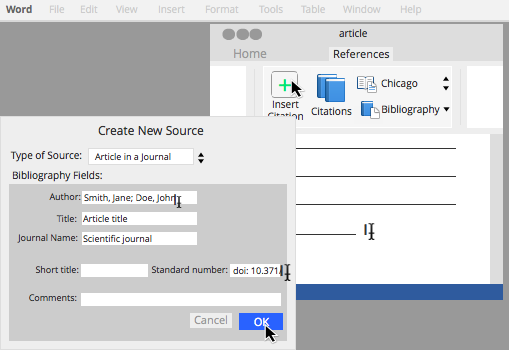 Word File Edit View Insert Format Tools Table Window Help
article
Home References
Insert
Citation
Citations
Chicago
Bibliography
Create New Source
Type of Source: Article in a Journal
Bibliography Fields:
Author: Smith, Jane; Doe, John
Title: Article title
Journal Name: Scientific journal
Short title: Standard number: doi: 10.371
Comments:
Cancel OK